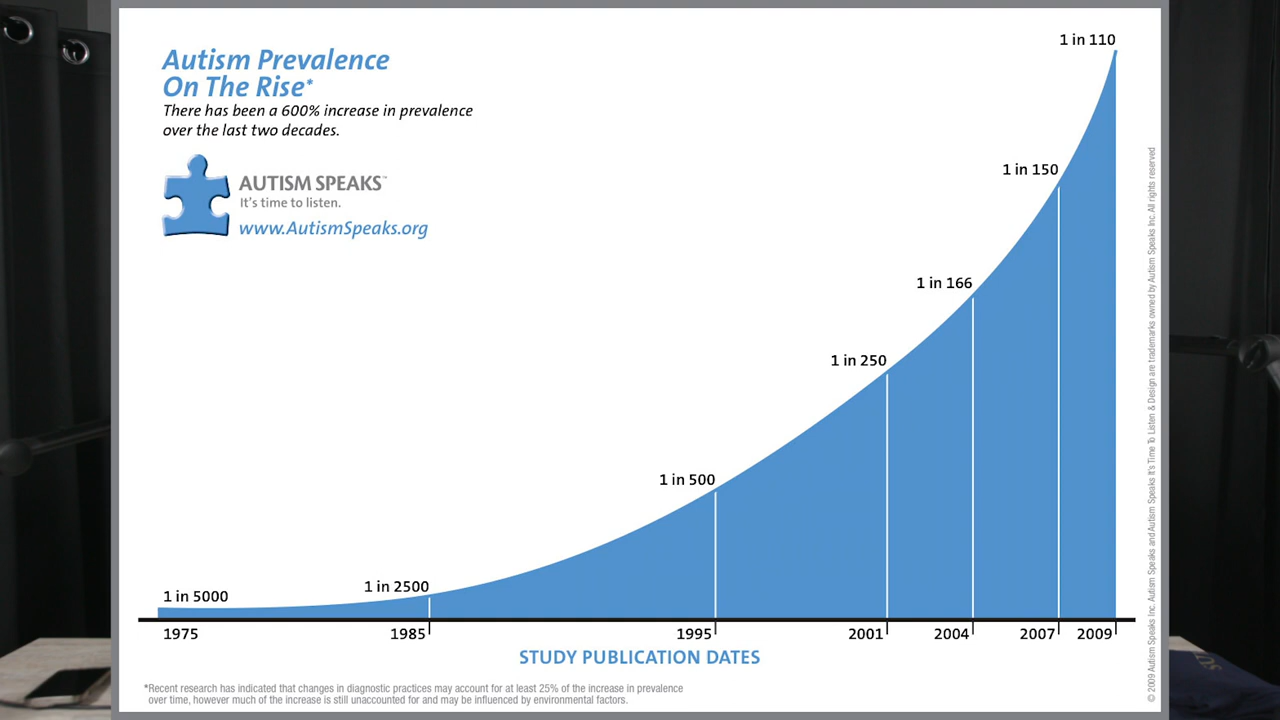 Autism Prevalence
On The Rise*
There has been a 600% increase in prevalence
over the last two decades.
AUTISM SPEAKS™
It's time to listen.
www.AutismSpeaks.org
1 in 5000
1 in 2500
1 in 500
1 in 250
1 in 166
1 in 150
1 in 110
1975
1985
1995
2001
2004
2007
2009
STUDY PUBLICATION DATES
*Recent research has indicated that changes in diagnostic practices may account for at least 25% of the increase in prevalence
over time, however much of the increase is still unaccounted for and may be influenced by environmental factors.
© 2009 Autism Speaks Inc. Autism Speaks and Autism Speaks It's Time To Listen & Design are trademarks owned by Autism Speaks Inc. All rights reserved